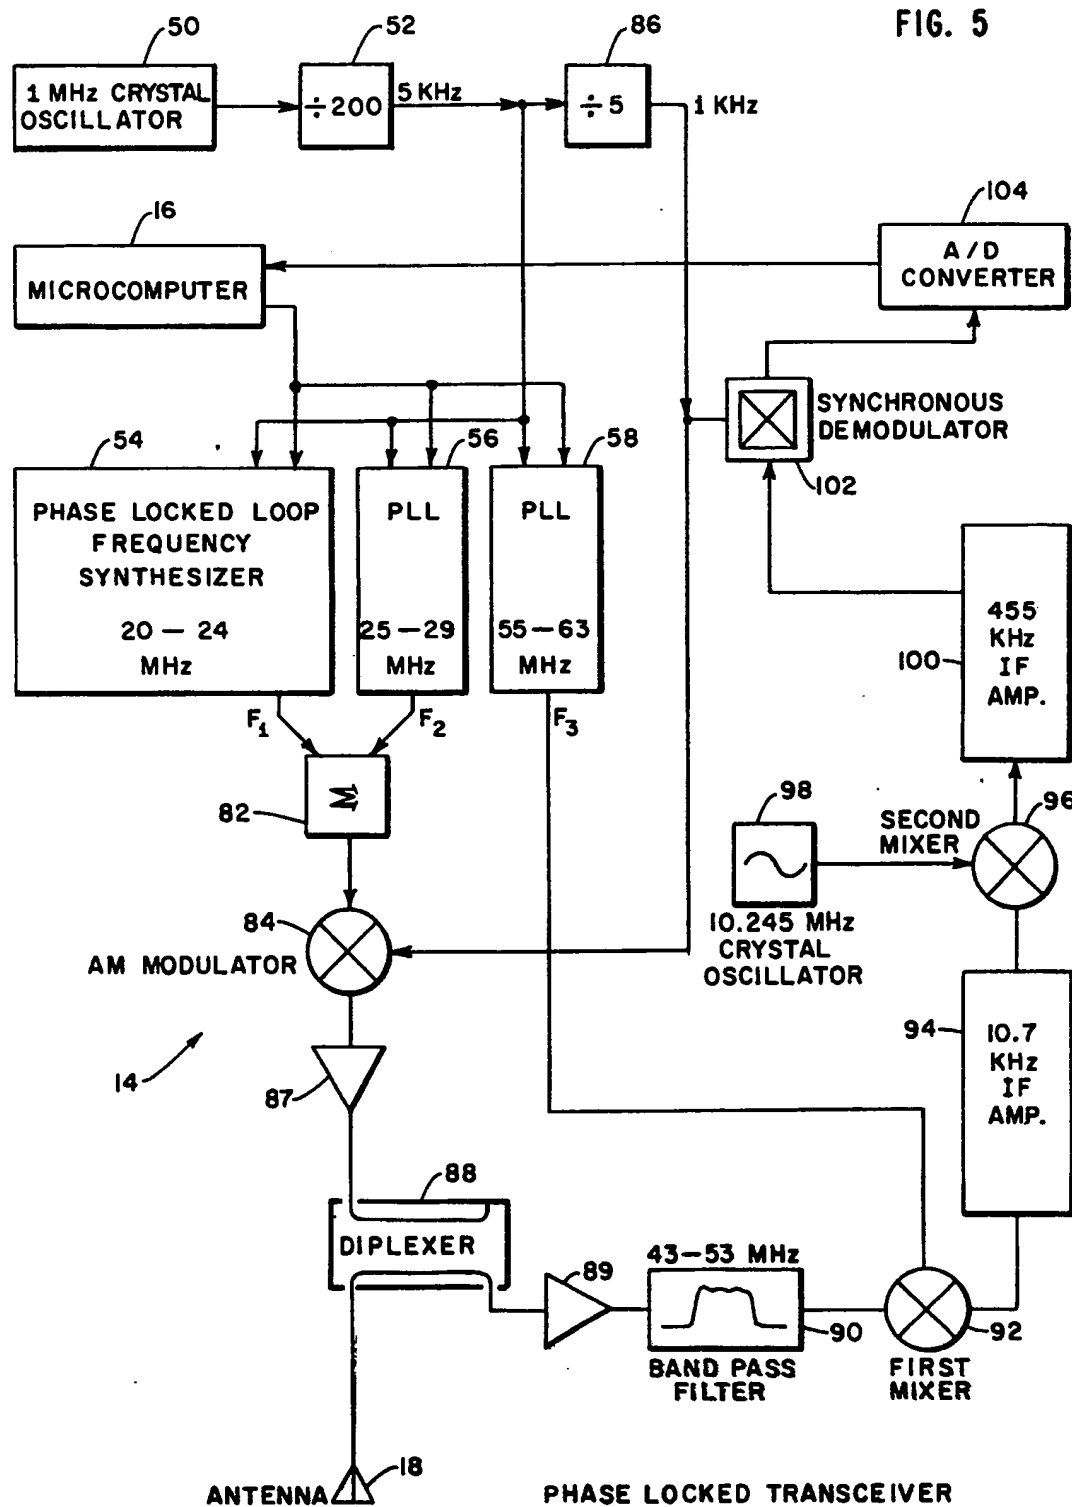 FIG. 5
50
52
86
1 MHz CRYSTAL
OSCILLATOR
÷200
5 KHz
÷5
1 KHz
16
104
MICROCOMPUTER
A/D
CONVERTER
SYNCHRONOUS
DEMODULATOR
102
54
56
58
PHASE LOCKED LOOP
FREQUENCY
SYNTHESIZER
20 — 24
MHz
PLL
25—29
MHz
PLL
55—63
MHz
455
KHz
IF
AMP.
100
F1
F2
F3
M
82
98
SECOND
MIXER
96
10.245 MHz
CRYSTAL
OSCILLATOR
84
AM MODULATOR
94
10.7
KHz
IF
AMP.
14
87
88
DIPLEXER
89
43—53 MHz
90
BAND PASS
FILTER
92
FIRST
MIXER
18
ANTENNA
PHASE LOCKED TRANSCEIVER